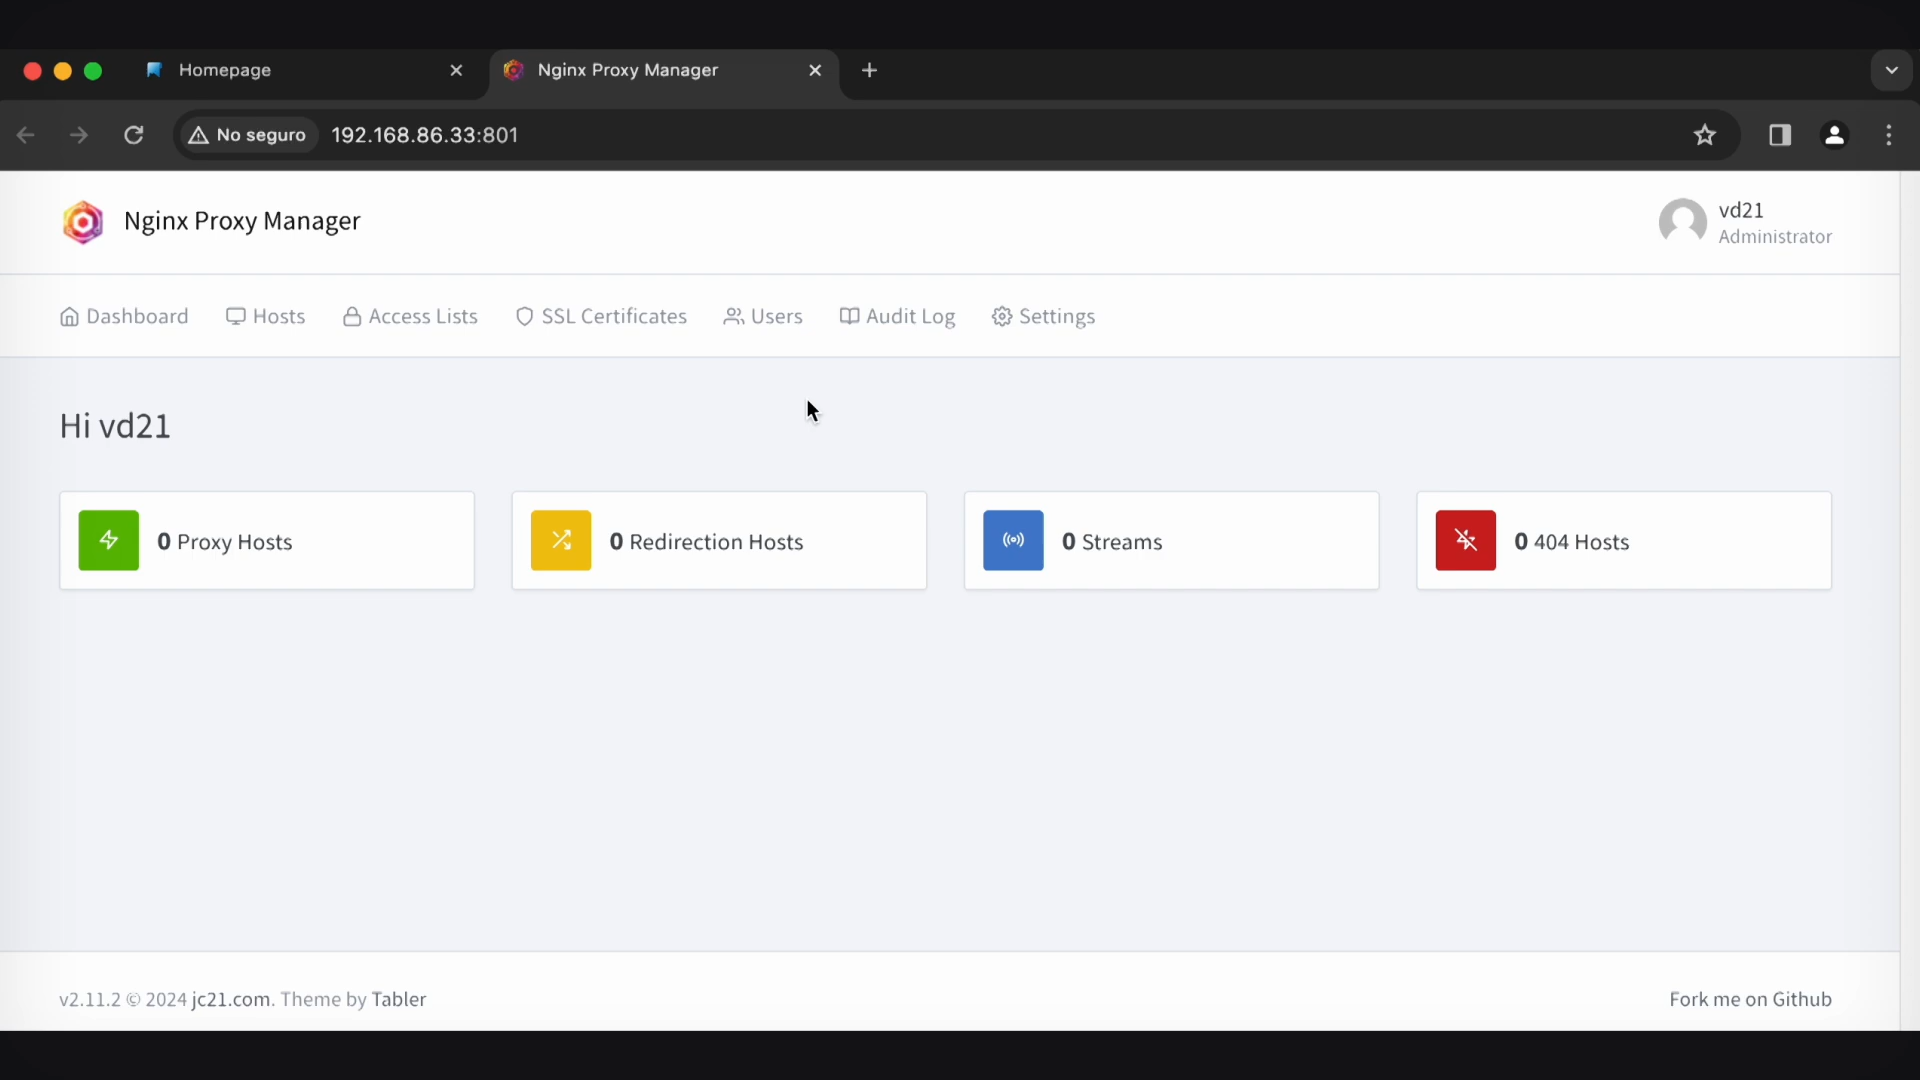 Homepage
Nginx Proxy Manager
No seguro 192.168.86.33:801
Nginx Proxy Manager
vd21
Administrator
Dashboard Hosts Access Lists SSL Certificates Users Audit Log Settings
Hi vd21
0 Proxy Hosts
0 Redirection Hosts
0 Streams
0 404 Hosts
v2.11.2 © 2024 jc21.com. Theme by Tabler
Fork me on Github